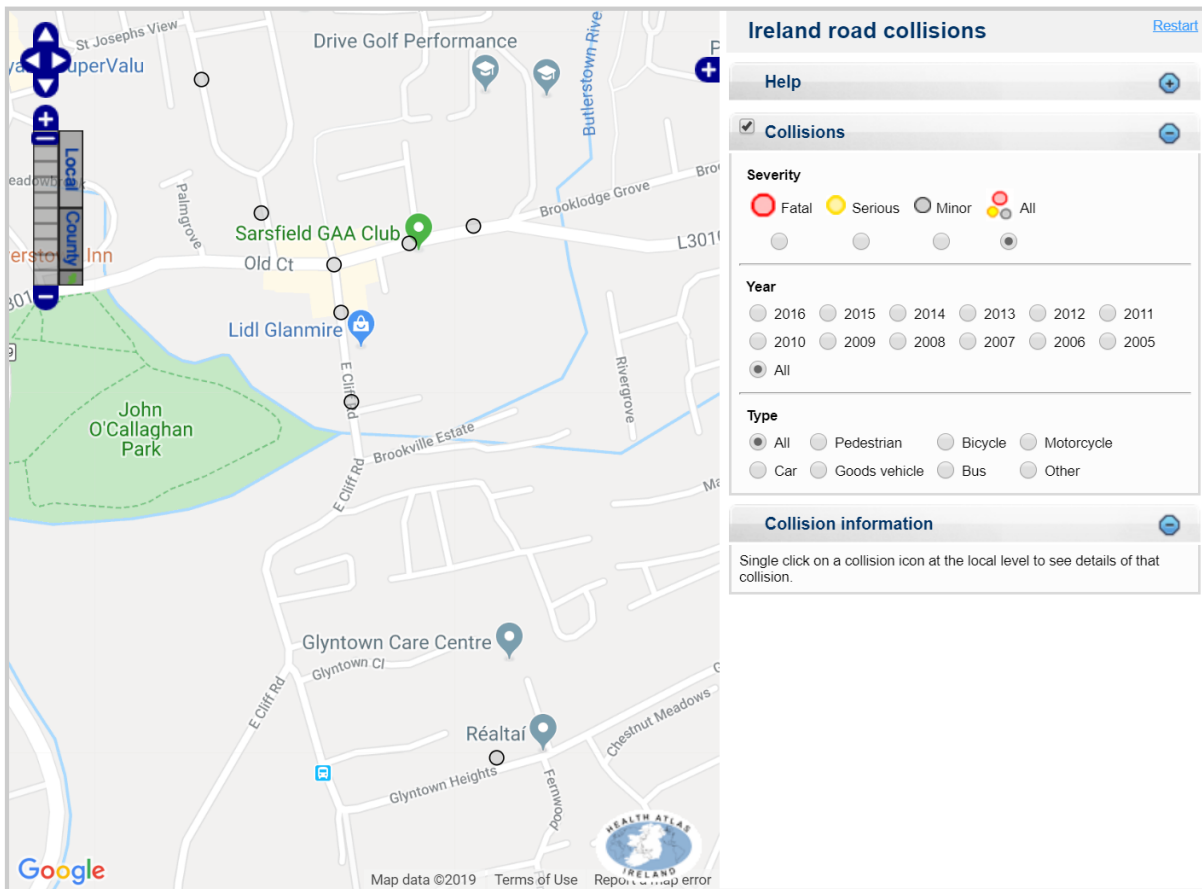 St Josephs View
Drive Golf Performance
SuperValu
Butlerstown Rive
Local
County
Palmgrove
Brooklodge Grove
Bro
Sarsfield GAA Club
L3010
Old Ct
Inn
Lidl Glanmire
E Cliff Rd
Rivergrove
John
O'Callaghan
Park
Brookville Estate
E Cliff Rd
Ma
Glyntown Care Centre
Glyntown Cl
E Cliff Rd
Chestnut Meadows
Réaltaí
Glyntown Heights
Fernwood
HEALTH ATLAS
IRELAND
Google
Map data ©2019 Terms of Use Report a map error
Ireland road collisions
Restart
Help
Collisions
Severity
Fatal Serious Minor All
Year
2016 2015 2014 2013 2012 2011
2010 2009 2008 2007 2006 2005
All
Type
All Pedestrian Bicycle Motorcycle
Car Goods vehicle Bus Other
Collision information
Single click on a collision icon at the local level to see details of that
collision.